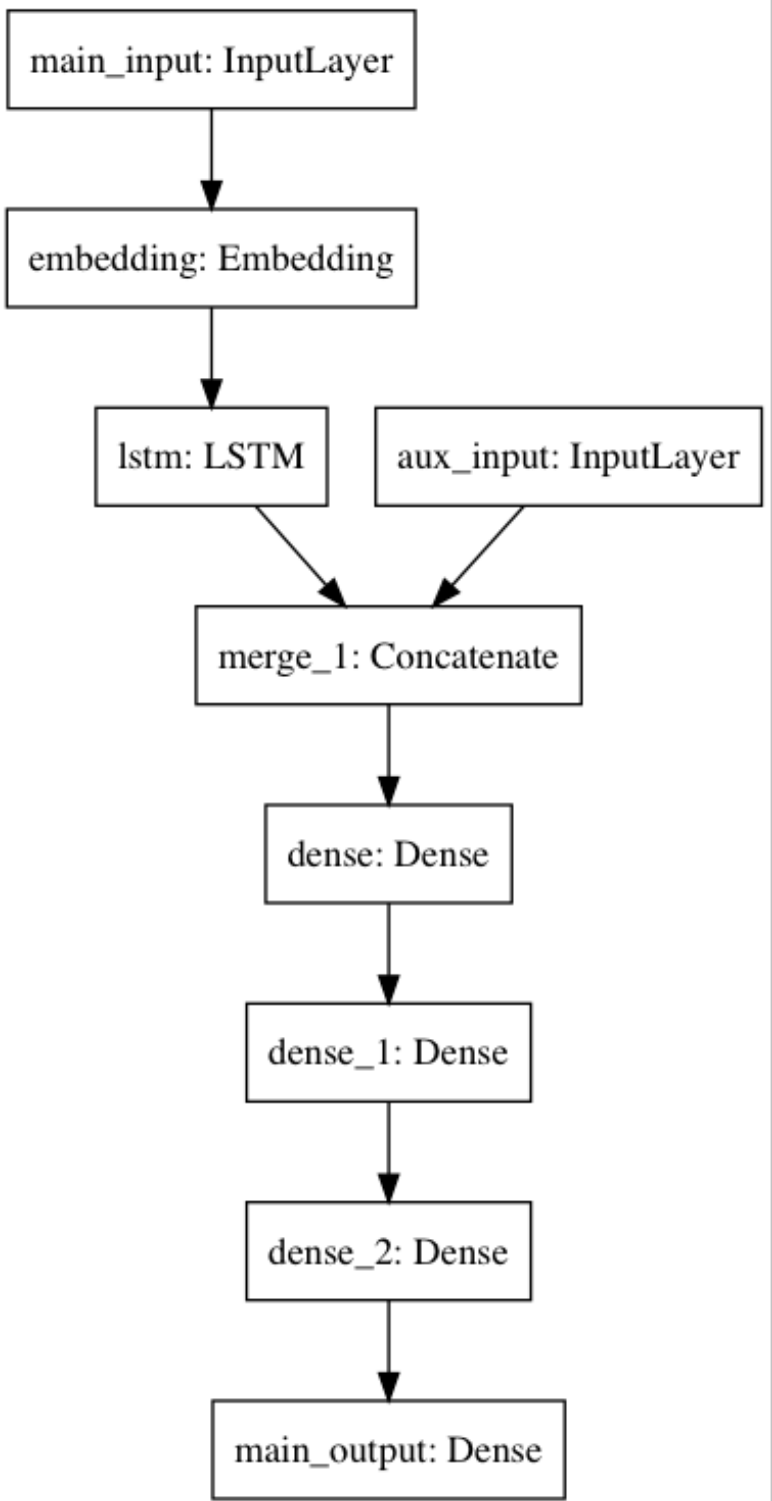 main_input: InputLayer
embedding: Embedding
lstm: LSTM
aux_input: InputLayer
merge_1: Concatenate
dense: Dense
dense_1: Dense
dense_2: Dense
main_output: Dense